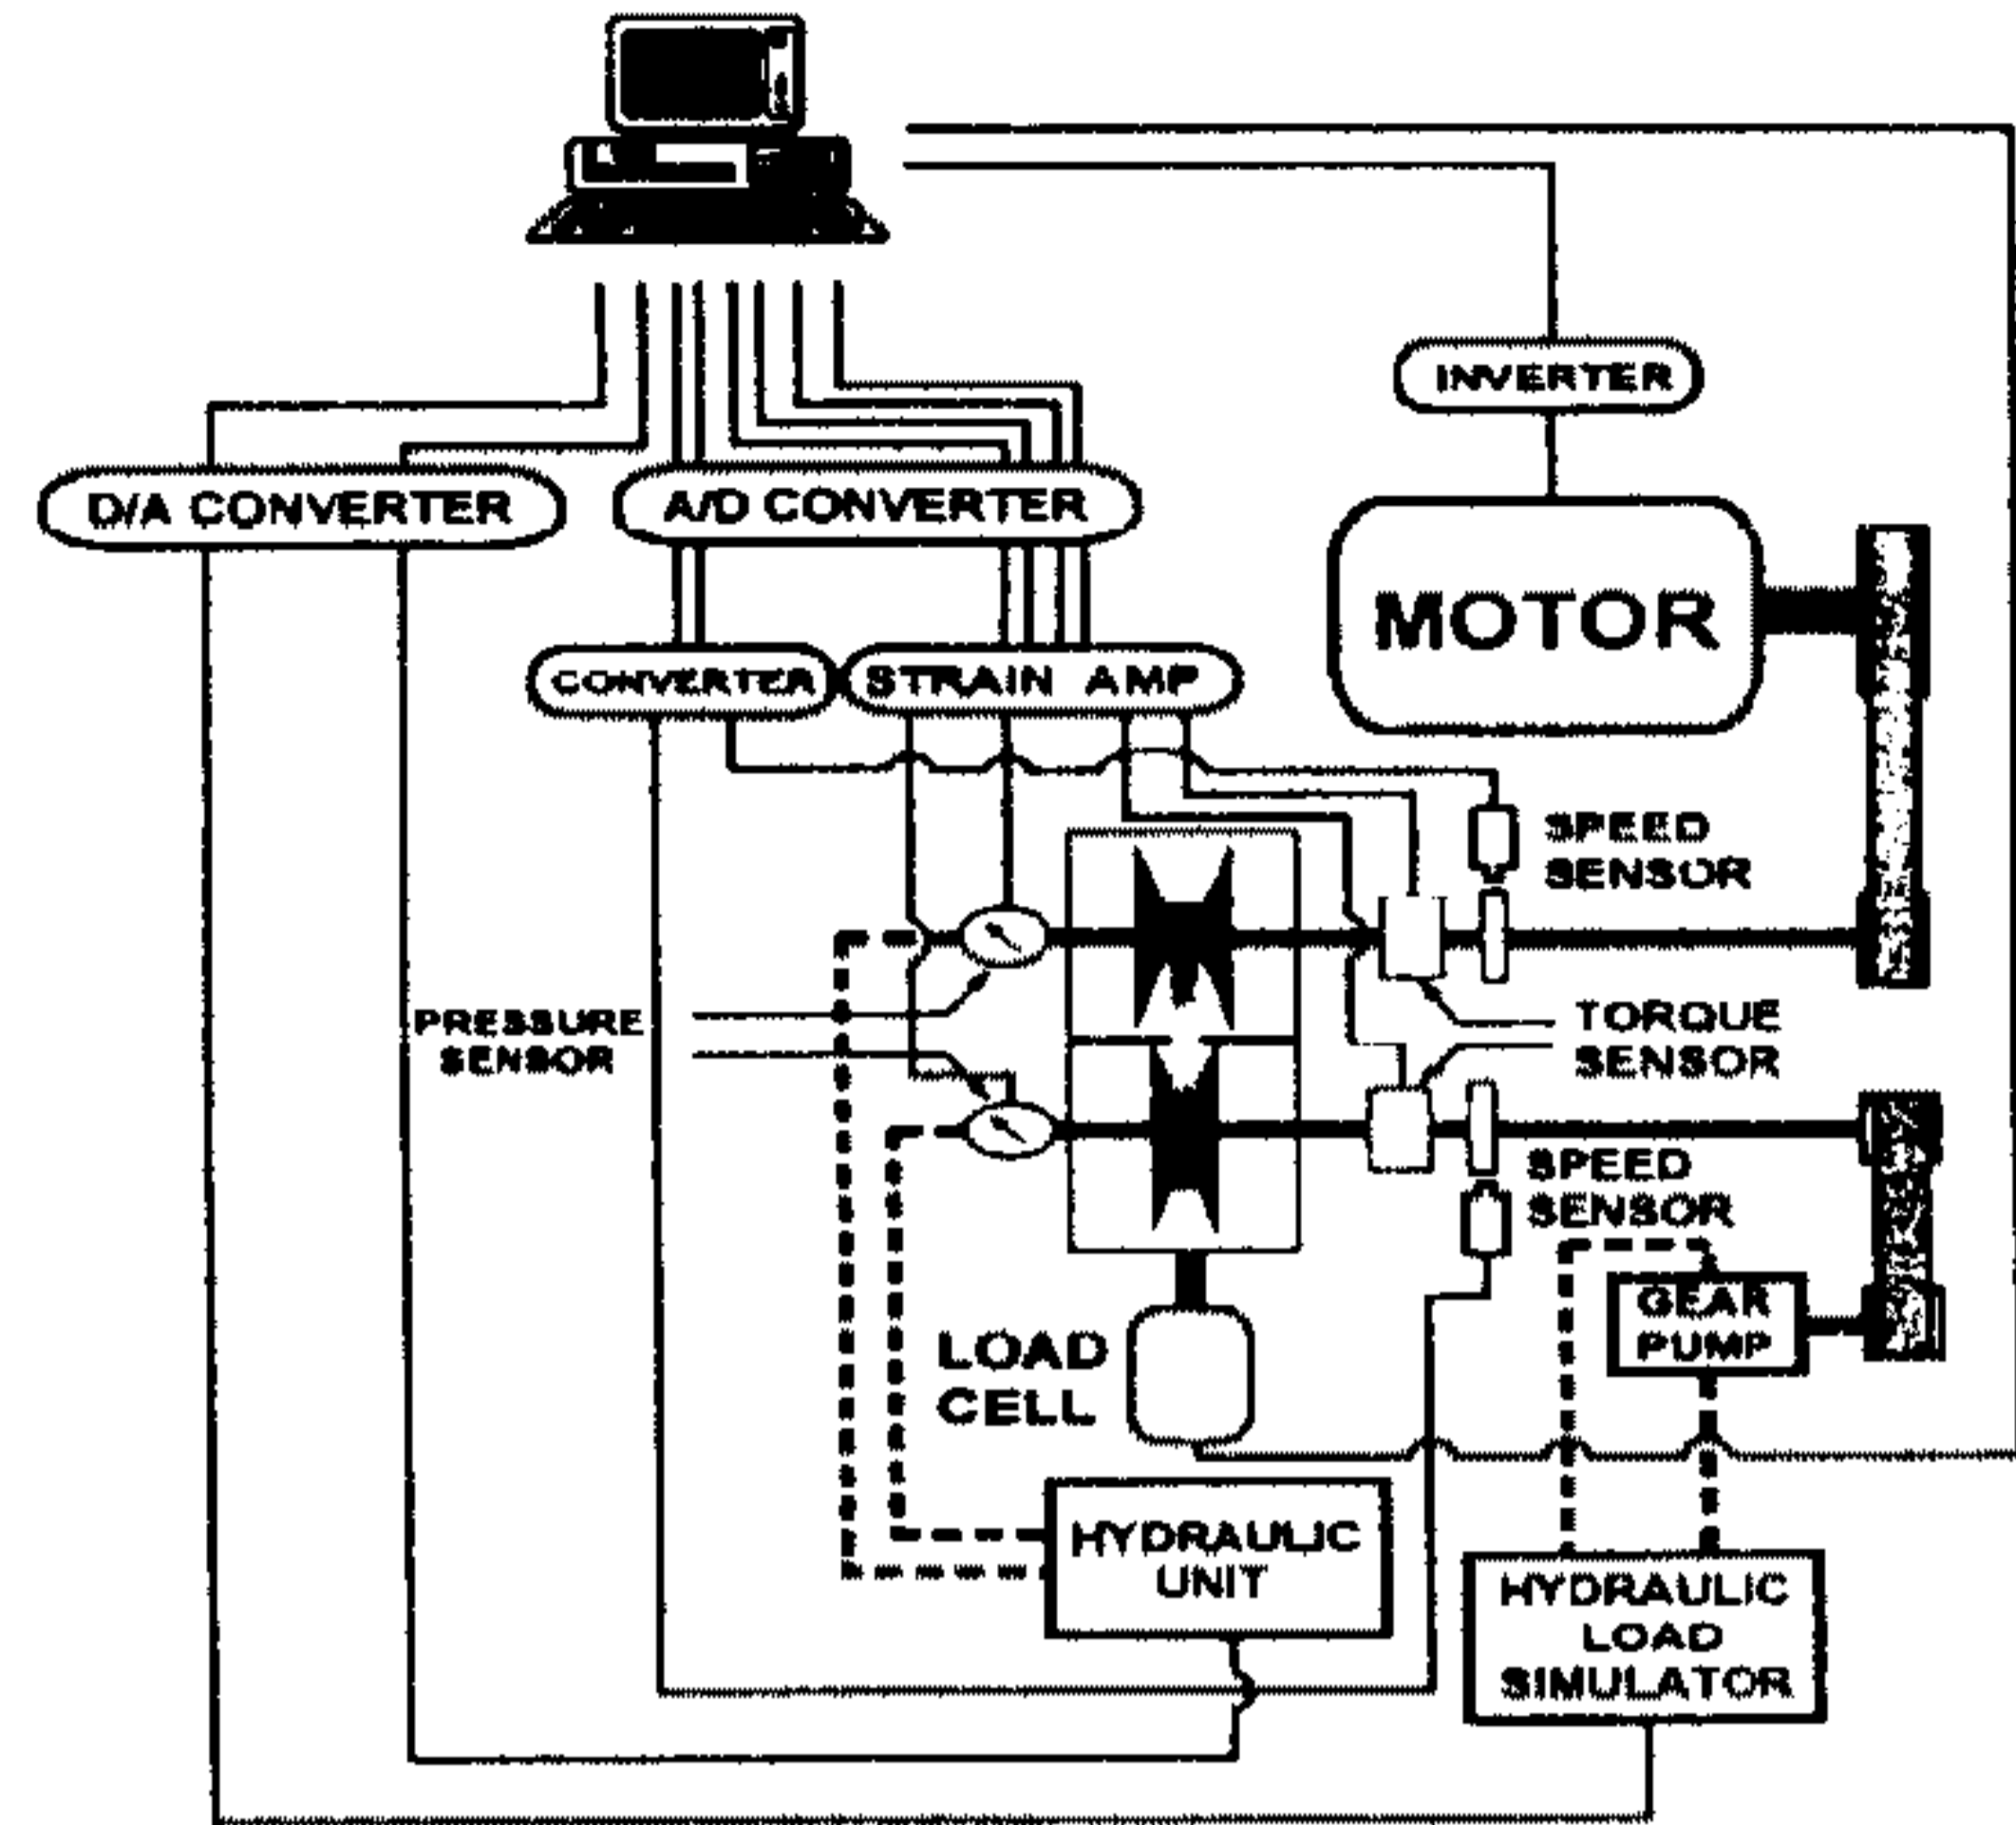 INVERTER
D/A CONVERTER
A/D CONVERTER
MOTOR
CONVERTER
STRAIN AMP
SPEED
SENSOR
PRESSURE
SENSOR
TORQUE
SENSOR
SPEED
SENSOR
GEAR
PUMP
LOAD
CELL
HYDRAULIC
UNIT
HYDRAULIC
LOAD
SIMULATOR